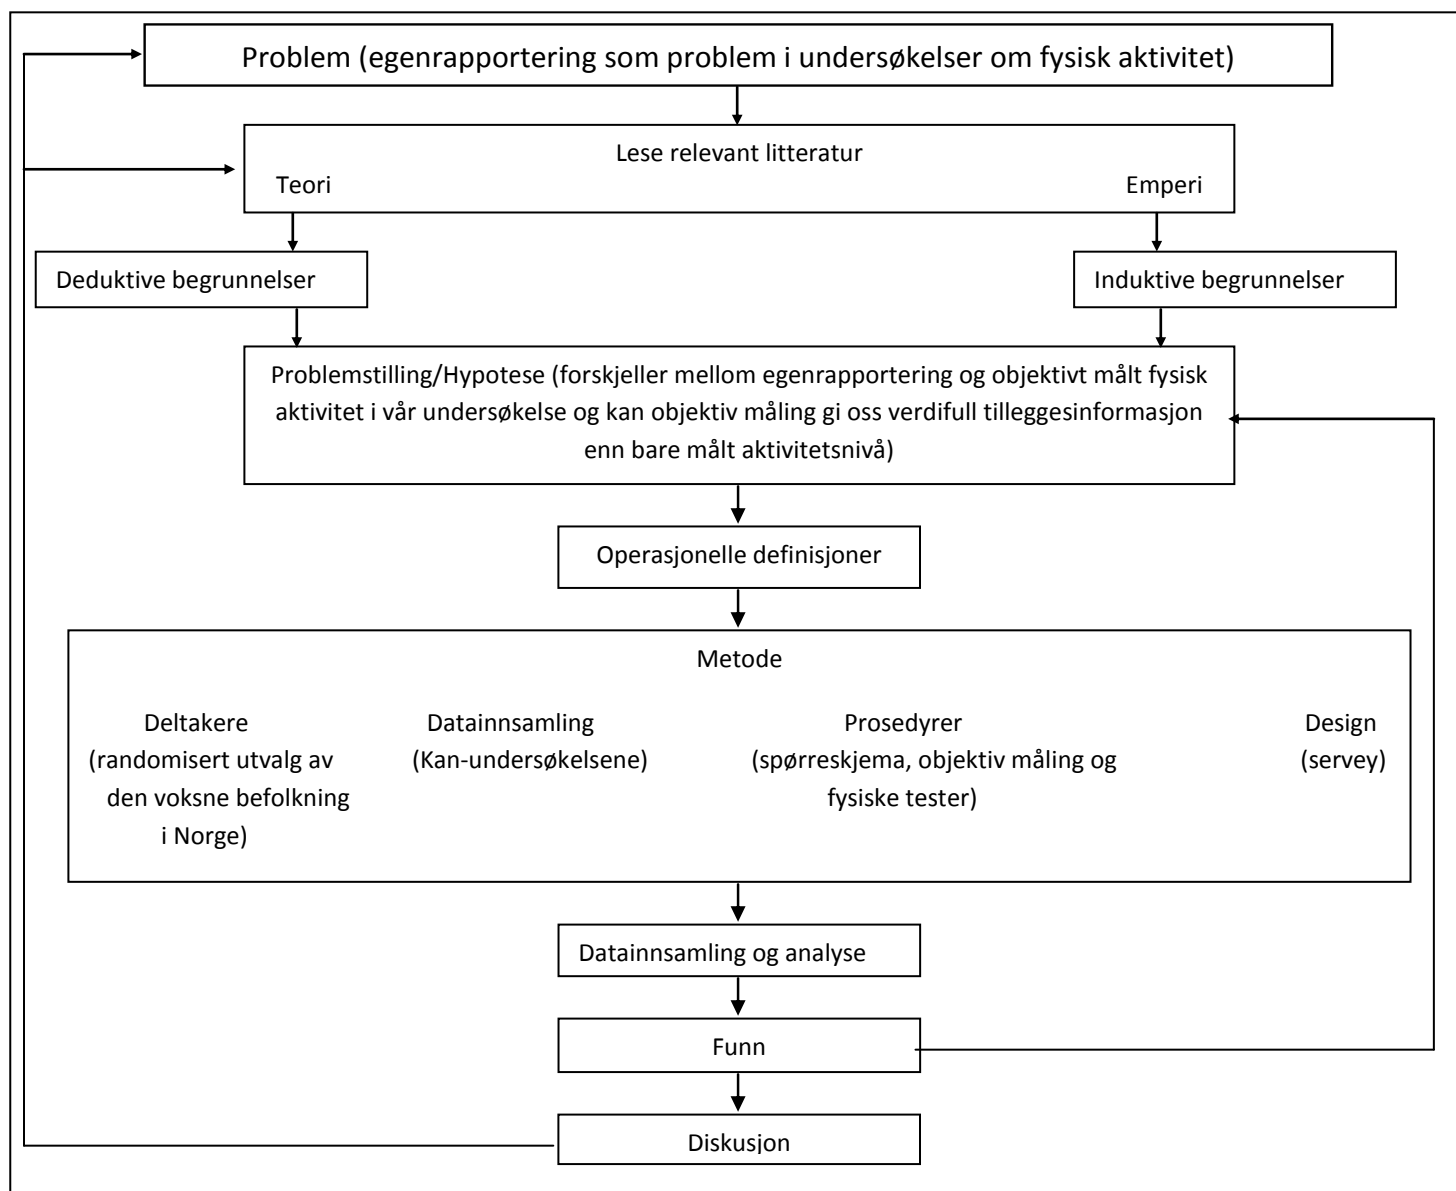 Problem (egenrapportering som problem i undersøkelser om fysisk aktivitet)
Lese relevant litteratur
Teori
Emperi
Deduktive begrunnelser
Induktive begrunnelser
Problemstilling/Hypotese (forskjeller mellom egenrapportering og objektivt målt fysisk
aktivitet i vår undersøkelse og kan objektiv måling gi oss verdifull tilleggesinformasjon
enn bare målt aktivitetsnivå)
Operasjonelle definisjoner
Metode
Deltakere
(randomisert utvalg av
den voksne befolkning
i Norge)
Datainnsamling
(Kan-undersøkelsene)
Prosedyrer
(spørreskjema, objektiv måling og
fysiske tester)
Design
(servey)
Datainnsamling og analyse
Funn
Diskusjon